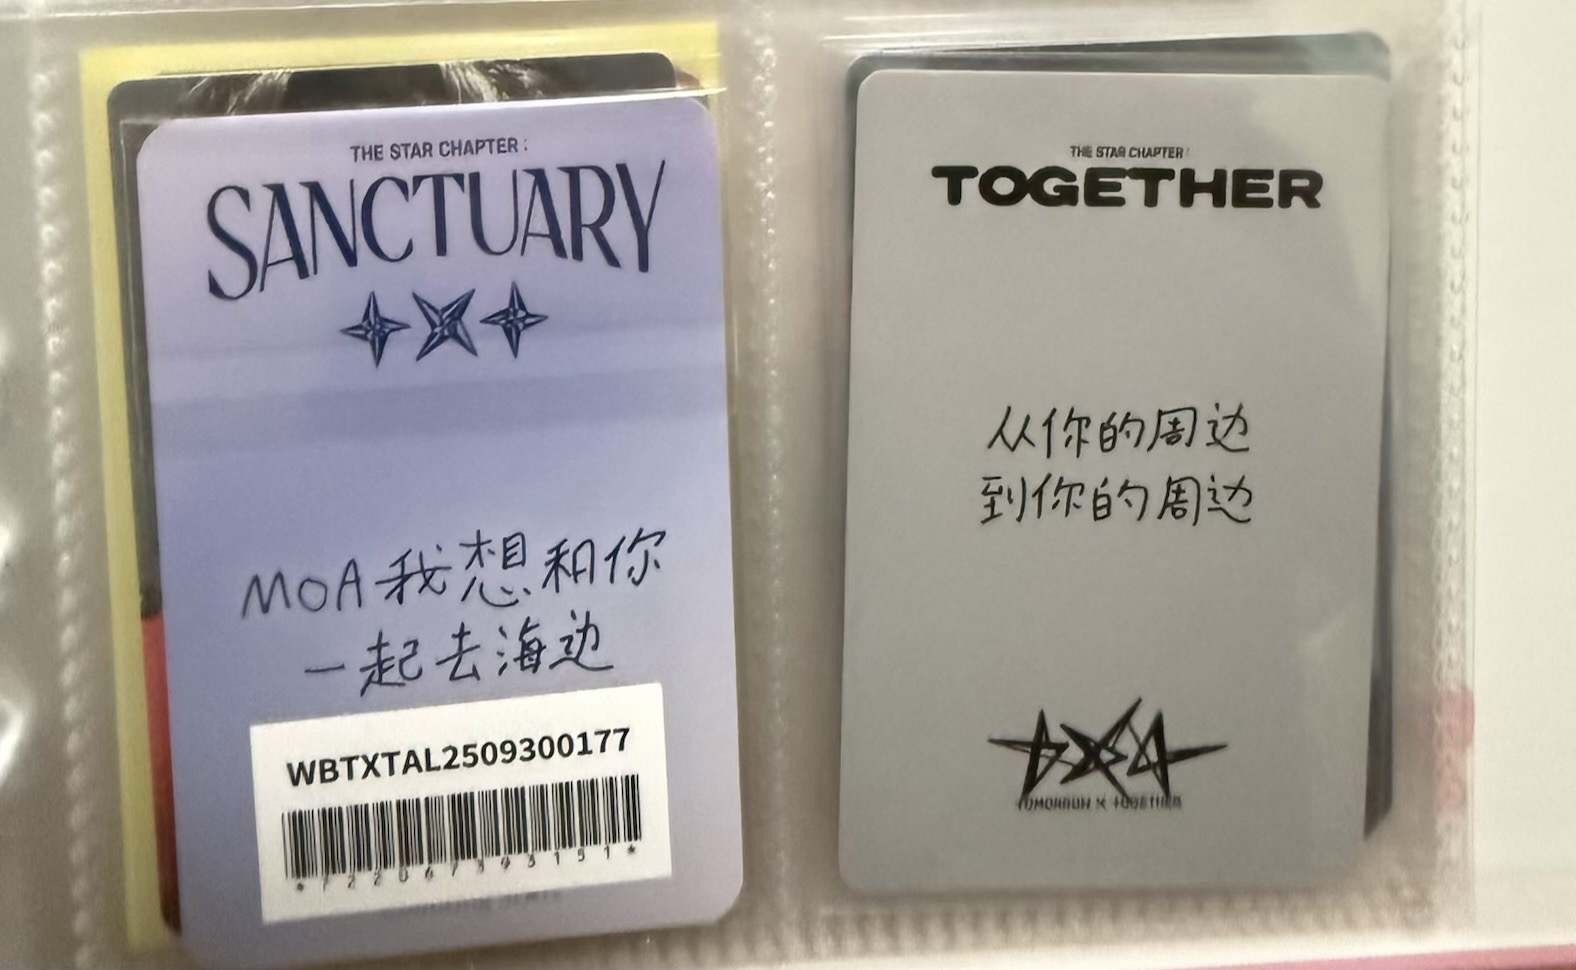 THE STAR CHAPTER :
SANCTUARY
MOA我想和你
一起去海边
WBTXTAL2509300177
THE STAR CHAPTER :
TOGETHER
从你的周边
到你的周边
TOMORROW X TOGETHER